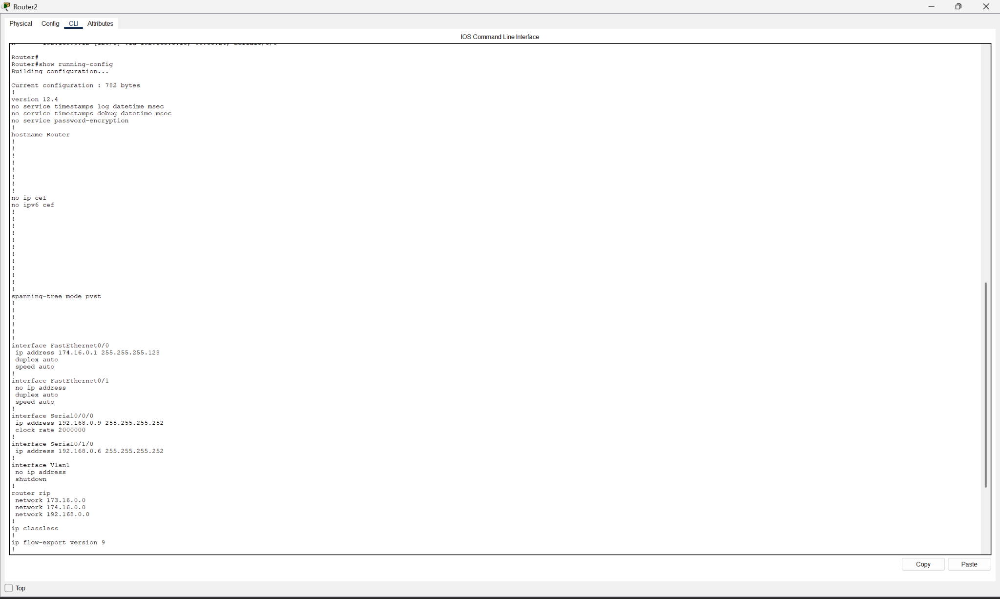 Router2
Physical Config CLI Attributes
IOS Command Line Interface
Router#
Router#show running-config
Building configuration...
Current configuration : 782 bytes
!
version 12.4
no service timestamps log datetime msec
no service timestamps debug datetime msec
no service password-encryption
!
hostname Router
!
!
!
!
!
!
!
!
no ip cef
no ipv6 cef
!
!
!
!
!
!
!
!
!
!
!
!
spanning-tree mode pvst
!
!
!
!
!
!
interface FastEthernet0/0
ip address 174.16.0.1 255.255.255.128
duplex auto
speed auto
!
interface FastEthernet0/1
no ip address
duplex auto
speed auto
!
interface Serial0/0/0
ip address 192.168.0.9 255.255.255.252
clock rate 2000000
!
interface Serial0/1/0
ip address 192.168.0.6 255.255.255.252
!
interface Vlan1
no ip address
shutdown
!
router rip
network 173.16.0.0
network 174.16.0.0
network 192.168.0.0
!
ip classless
!
ip flow-export version 9
!
Copy Paste
Top